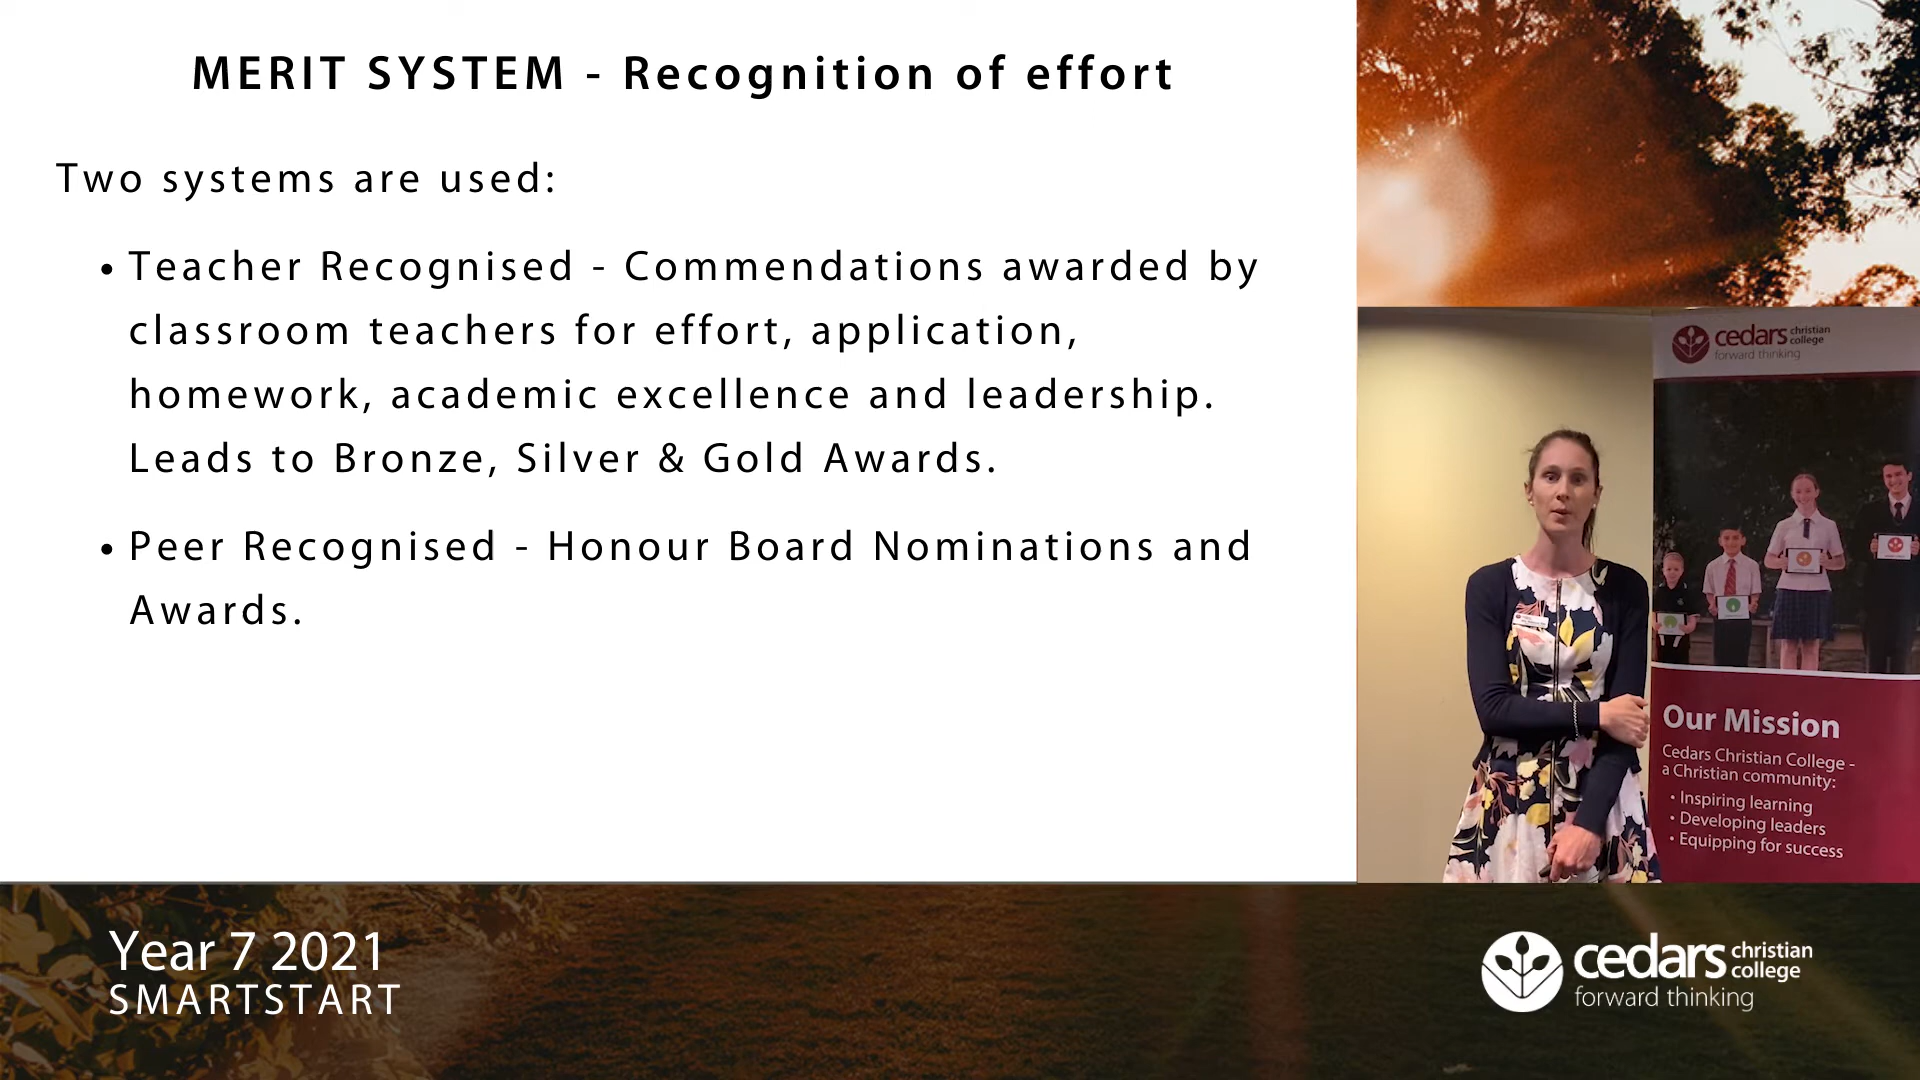 MERIT SYSTEM - Recognition of effort
Two systems are used:
• Teacher Recognised - Commendations awarded by
classroom teachers for effort, application,
homework, academic excellence and leadership.
Leads to Bronze, Silver & Gold Awards.
• Peer Recognised - Honour Board Nominations and
Awards.
cedars christian college
forward thinking
Our Mission
Cedars Christian College -
a Christian community:
• Inspiring learning
• Developing leaders
• Equipping for success
Year 7 2021
SMARTSTART
cedars christian college
forward thinking